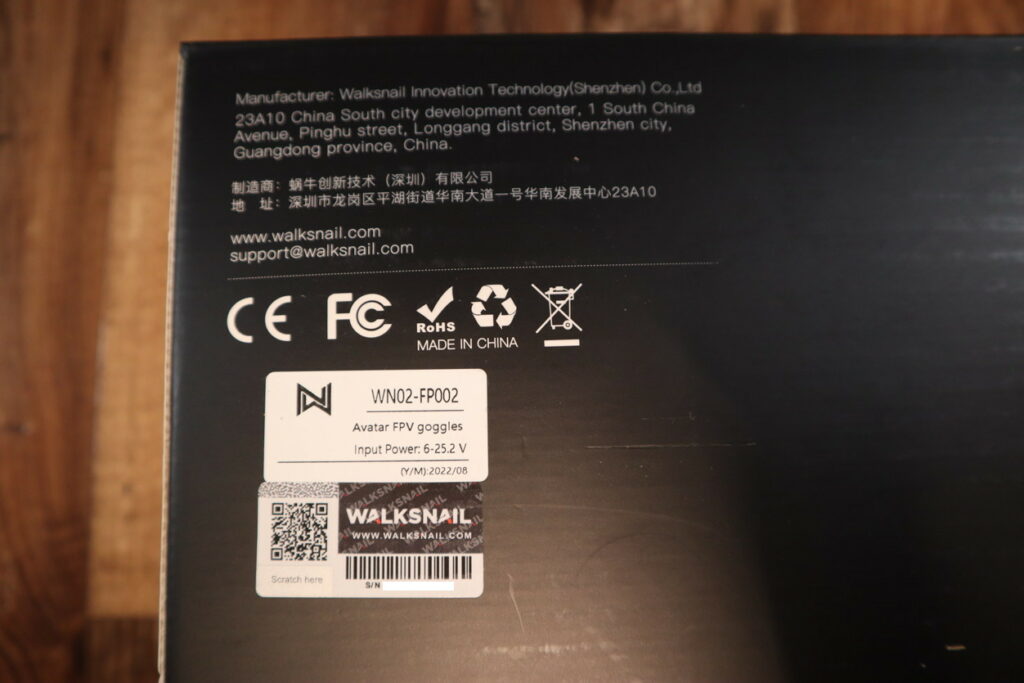 Manufacturer: Walksnail Innovation Technology(Shenzhen) Co.,Ltd
23A10 China South city development center, 1 South China
Avenue, Pinghu street, Longgang district, Shenzhen city,
Guangdong province, China.
制造商：蜗牛创新技术（深圳）有限公司
地 址：深圳市龙岗区平湖街道华南大道一号华南发展中心23A10
www.walksnail.com
support@walksnail.com
CE FC RoHS
MADE IN CHINA
WN02-FP002
Avatar FPV goggles
Input Power: 6-25.2 V
(Y/M):2022/08
WALKSNAIL
WWW.WALKSNAIL.COM
Scratch here
S/N